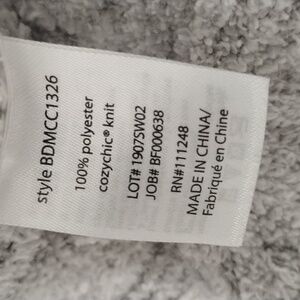 style BDMCC1326
100% polyester
cozychic® knit
LOT# 1907SW02
JOB# BF000638
RN#111248
MADE IN CHINA/
Fabriqué en Chine